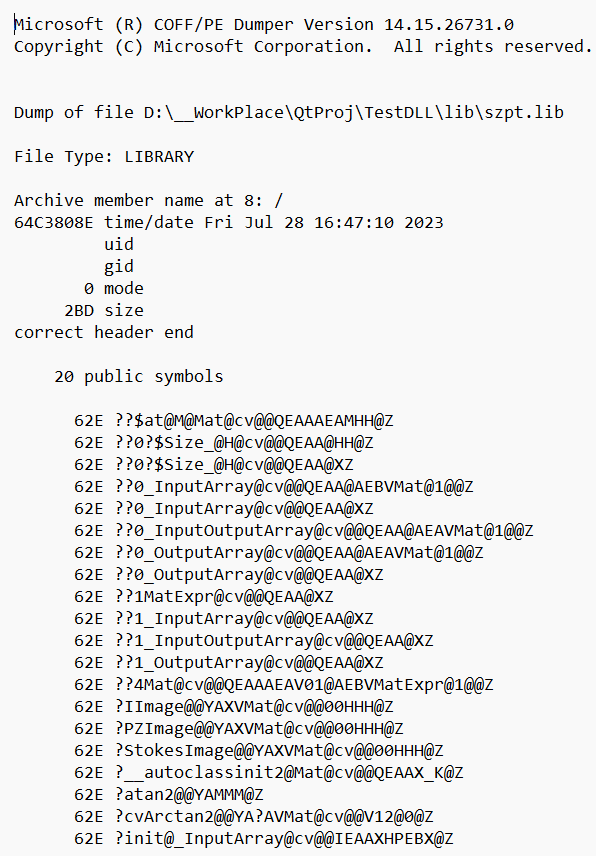 Microsoft (R) COFF/PE Dumper Version 14.15.26731.0
Copyright (C) Microsoft Corporation.  All rights reserved.
Dump of file D:\__WorkPlace\QtProj\TestDLL\lib\szpt.lib
File Type: LIBRARY
Archive member name at 8: /
64C3808E time/date Fri Jul 28 16:47:10 2023
uid
gid
0 mode
2BD size
correct header end
20 public symbols
62E ??$at@M@Mat@cv@@QEAAAEAMHH@Z
62E ??0?$Size_@H@cv@@QEAA@HH@Z
62E ??0?$Size_@H@cv@@QEAA@XZ
62E ??0_InputArray@cv@@QEAA@AEBVMat@1@@Z
62E ??0_InputArray@cv@@QEAA@XZ
62E ??0_InputOutputArray@cv@@QEAA@AEAVMat@1@@Z
62E ??0_OutputArray@cv@@QEAA@AEAVMat@1@@Z
62E ??0_OutputArray@cv@@QEAA@XZ
62E ??1MatExpr@cv@@QEAA@XZ
62E ??1_InputArray@cv@@QEAA@XZ
62E ??1_InputOutputArray@cv@@QEAA@XZ
62E ??1_OutputArray@cv@@QEAA@XZ
62E ??4Mat@cv@@QEAAAEAV01@AEBVMatExpr@1@@Z
62E ?IImage@@YAXVMat@cv@@00HHH@Z
62E ?PZImage@@YAXVMat@cv@@00HHH@Z
62E ?StokesImage@@YAXVMat@cv@@00HHH@Z
62E ?__autoclassinit2@Mat@cv@@QEAAX_K@Z
62E ?atan2@@YAMMM@Z
62E ?cvArctan2@@YA?AVMat@cv@@V12@0@Z
62E ?init@_InputArray@cv@@IEAAXHPEBX@Z